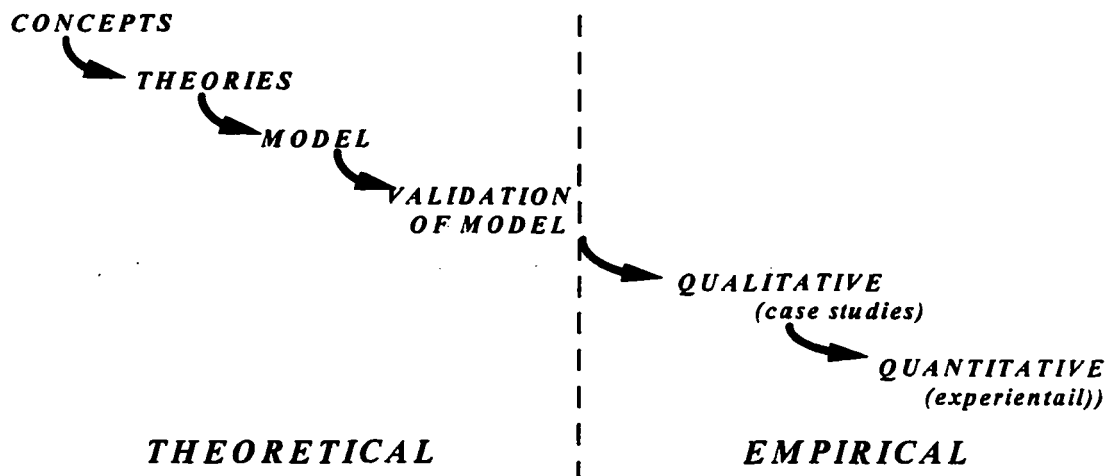 CONCEPTS
THEORIES
MODEL
VALIDATION
OF MODEL
QUALITATIVE
(case studies)
QUANTITATIVE
(experientail))
THEORETICAL
EMPIRICAL